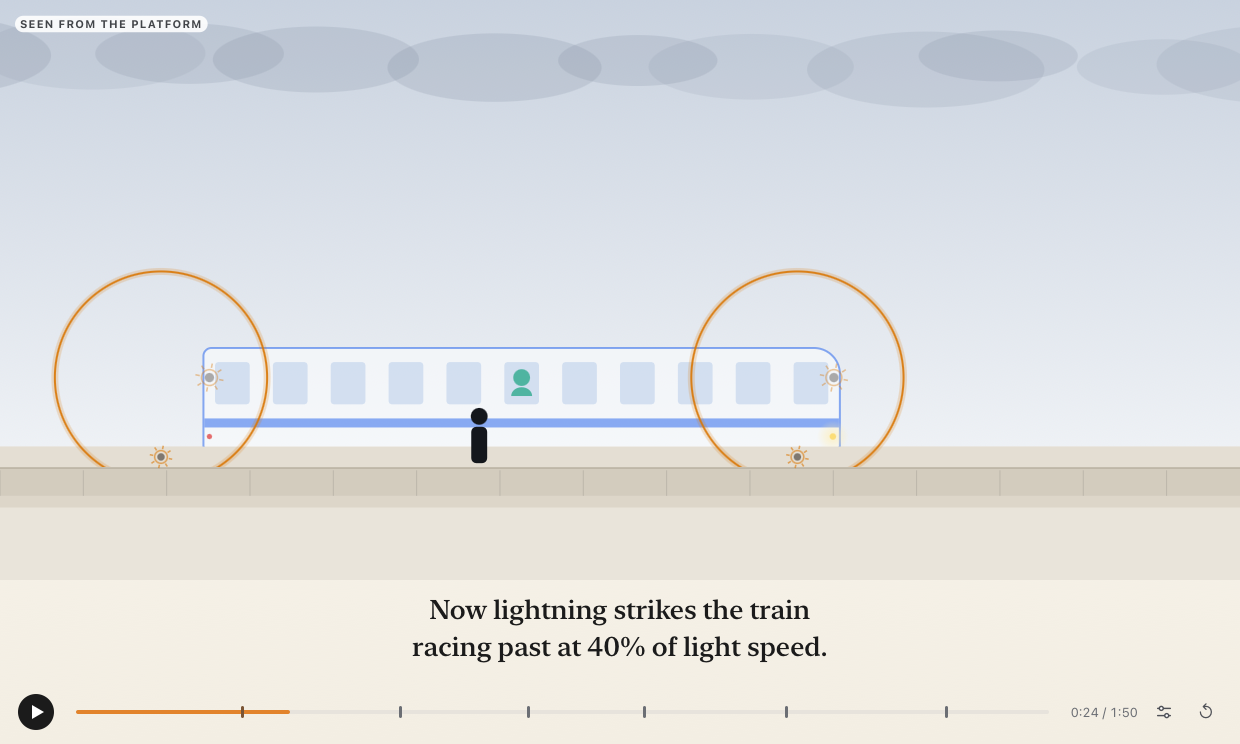 SEEN FROM THE PLATFORM
Now lightning strikes the train
racing past at 40% of light speed.
0:24 / 1:50